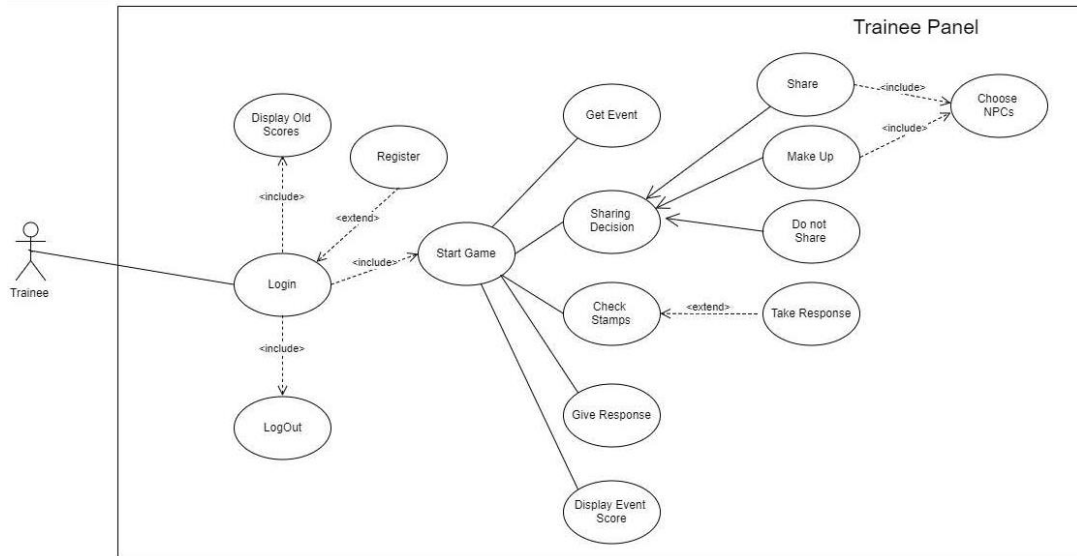 Trainee Panel
Share
<include>
Choose
NPCs
Get Event
Display Old
Scores
<include>
Register
Make Up
<include>
<extend>
Sharing
Decision
Do not
Share
Start Game
<include>
Login
Trainee
Check
Stamps
<extend>
Take Response
<include>
LogOut
Give Response
Display Event
Score